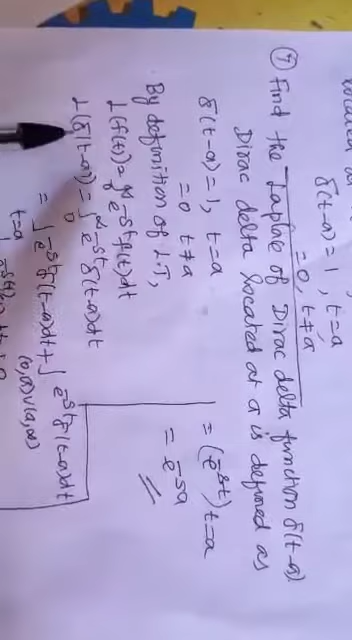 δ(t-a) = 1, t=a
= 0, t≠a
⑦ Find the Laplace of Dirac delta function δ(t-a)
Dirac delta located at a is defined as
δ(t-a) = 1, t=a
= 0 t≠a
By definition of L.T,
L(f(t)) = ∫₀^∞ e^-st f(t)dt
L(δ(t-a)) = ∫₀^∞ e^-st δ(t-a)dt
= ∫ e^-st δ(t-a)dt + ∫ e^-st δ(t-a)dt
t=a (0,a)∪(a,∞)
= (e^-st) t=a
= e^-sa